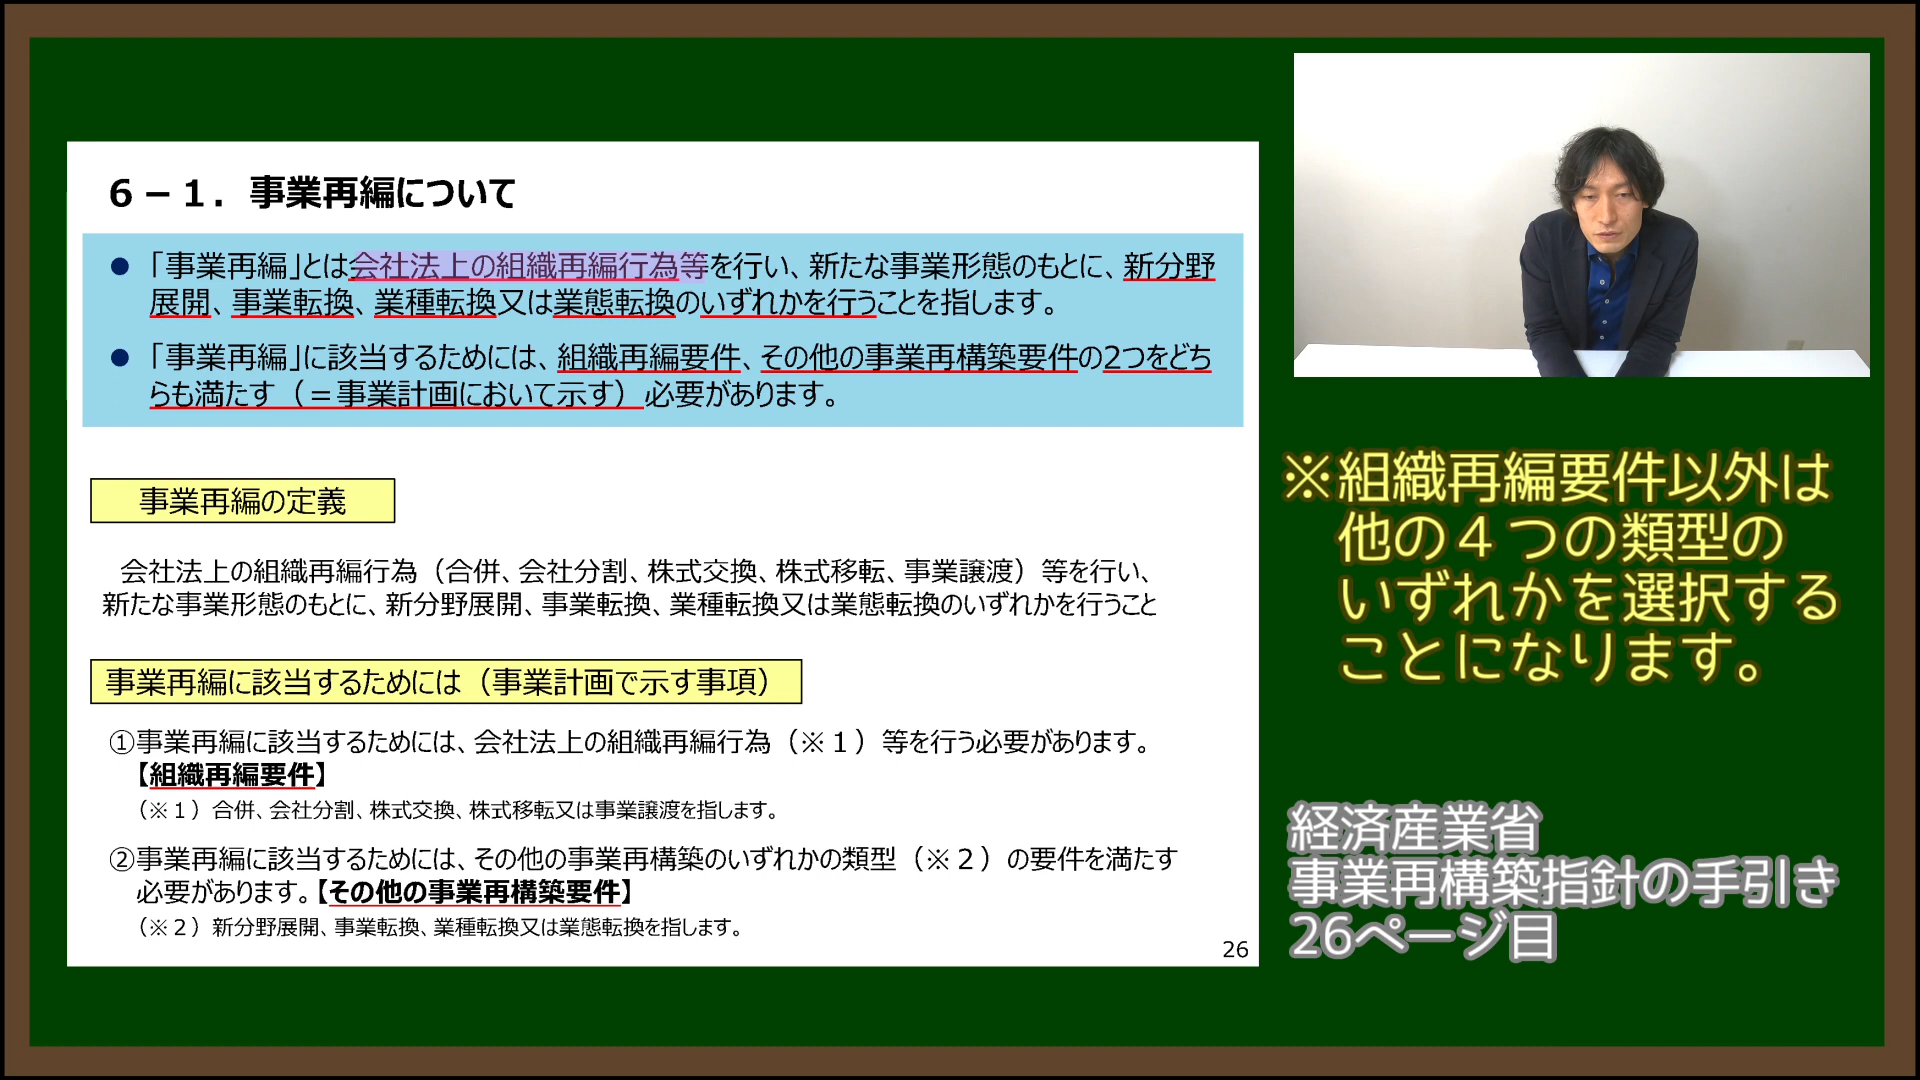 6－1．事業再編について
●「事業再編」とは会社法上の組織再編行為等を行い、新たな事業形態のもとに、新分野
展開、事業転換、業種転換又は業態転換のいずれかを行うことを指します。
●「事業再編」に該当するためには、組織再編要件、その他の事業再構築要件の2つをどち
らも満たす（＝事業計画において示す）必要があります。
事業再編の定義
会社法上の組織再編行為（合併、会社分割、株式交換、株式移転、事業譲渡）等を行い、
新たな事業形態のもとに、新分野展開、事業転換、業種転換又は業態転換のいずれかを行うこと
事業再編に該当するためには（事業計画で示す事項）
①事業再編に該当するためには、会社法上の組織再編行為（※１）等を行う必要があります。
【組織再編要件】
（※１）合併、会社分割、株式交換、株式移転又は事業譲渡を指します。
②事業再編に該当するためには、その他の事業再構築のいずれかの類型（※２）の要件を満たす
必要があります。【その他の事業再構築要件】
（※２）新分野展開、事業転換、業種転換又は業態転換を指します。
26
※組織再編要件以外は
他の４つの類型の
いずれかを選択する
ことになります。
経済産業省
事業再構築指針の手引き
26ページ目